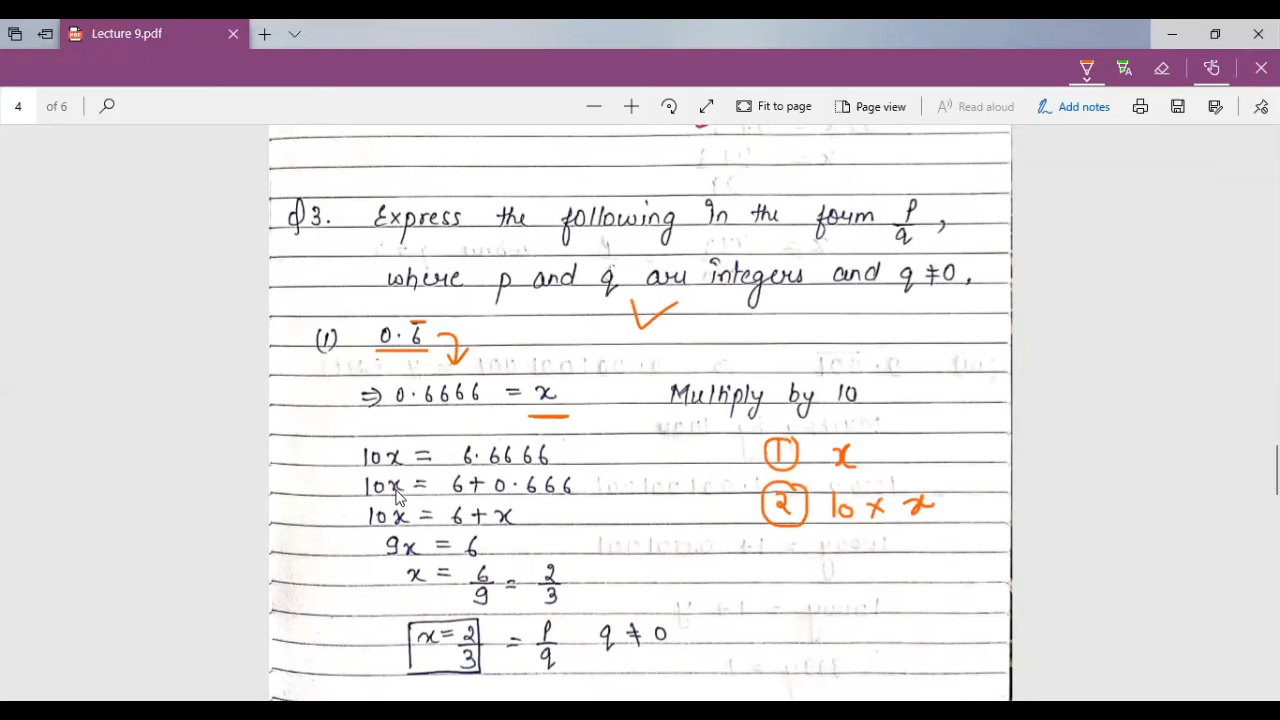 Lecture 9.pdf
4 of 6
Fit to page
Page view
Read aloud
Add notes
Q3. Express the following In the form p/q,
where p and q are integers and q ≠ 0.
(1) 0.6̅
⇒ 0.6666 = x Multiply by 10
10x = 6.6666 ① x
10x = 6 + 0.666 ② 10 × x
10x = 6 + x
9x = 6
x = 6/9 = 2/3
x = 2/3 = p/q q ≠ 0